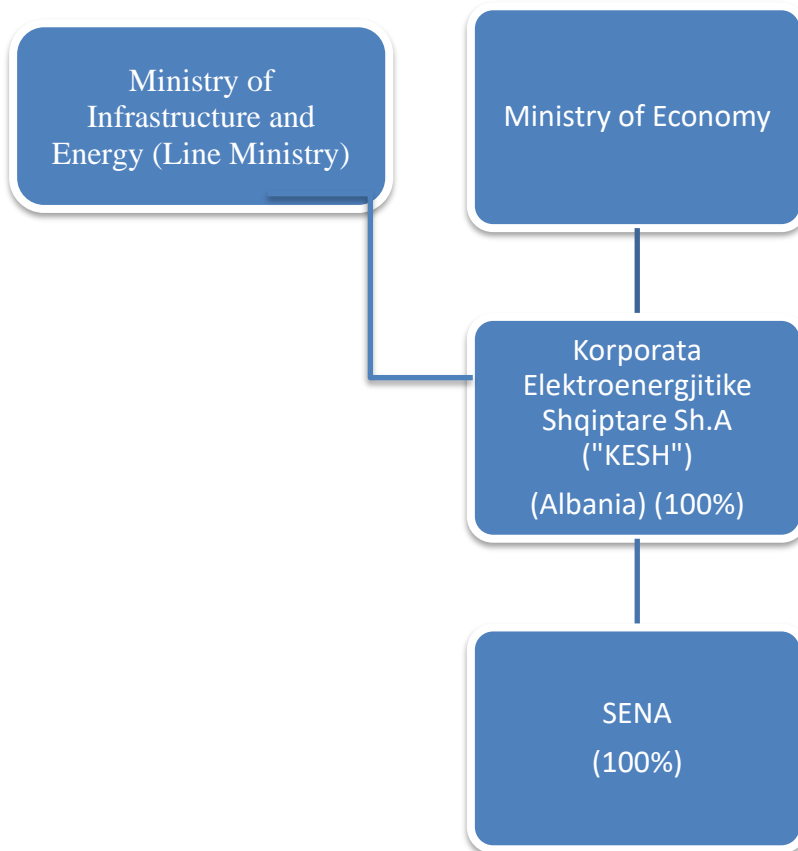 Ministry of
Infrastructure and
Energy (Line Ministry)
Ministry of Economy
Korporata
Elektroenergjitike
Shqiptare Sh.A
("KESH")
(Albania) (100%)
SENA
(100%)